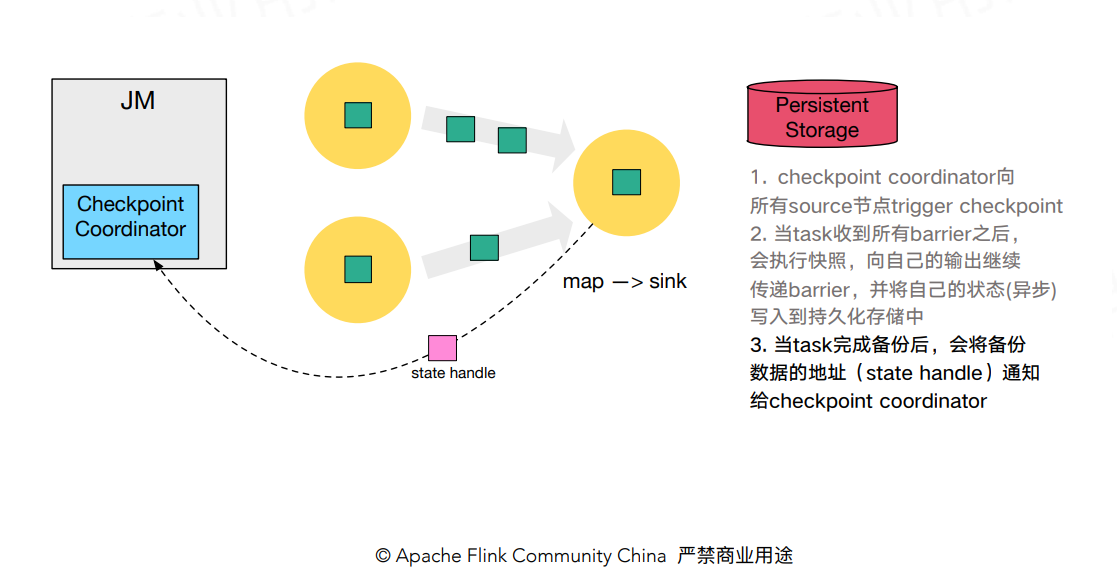 JM
Checkpoint
Coordinator
map —> sink
state handle
Persistent
Storage
1. checkpoint coordinator向
所有source节点trigger checkpoint
2. 当task收到所有barrier之后，
会执行快照，向自己的输出继续
传递barrier，并将自己的状态(异步)
写入到持久化存储中
3. 当task完成备份后，会将备份
数据的地址（state handle）通知
给checkpoint coordinator
© Apache Flink Community China 严禁商业用途